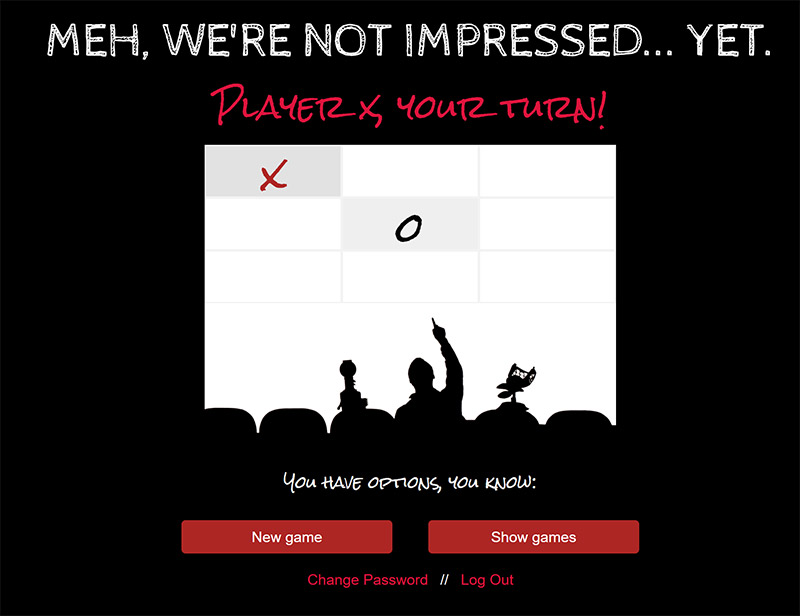 MEH, WE'RE NOT IMPRESSED... YET.
PLAYER X, YOUR TURN!
X
O
YOU HAVE OPTIONS, YOU KNOW:
New game
Show games
Change Password // Log Out